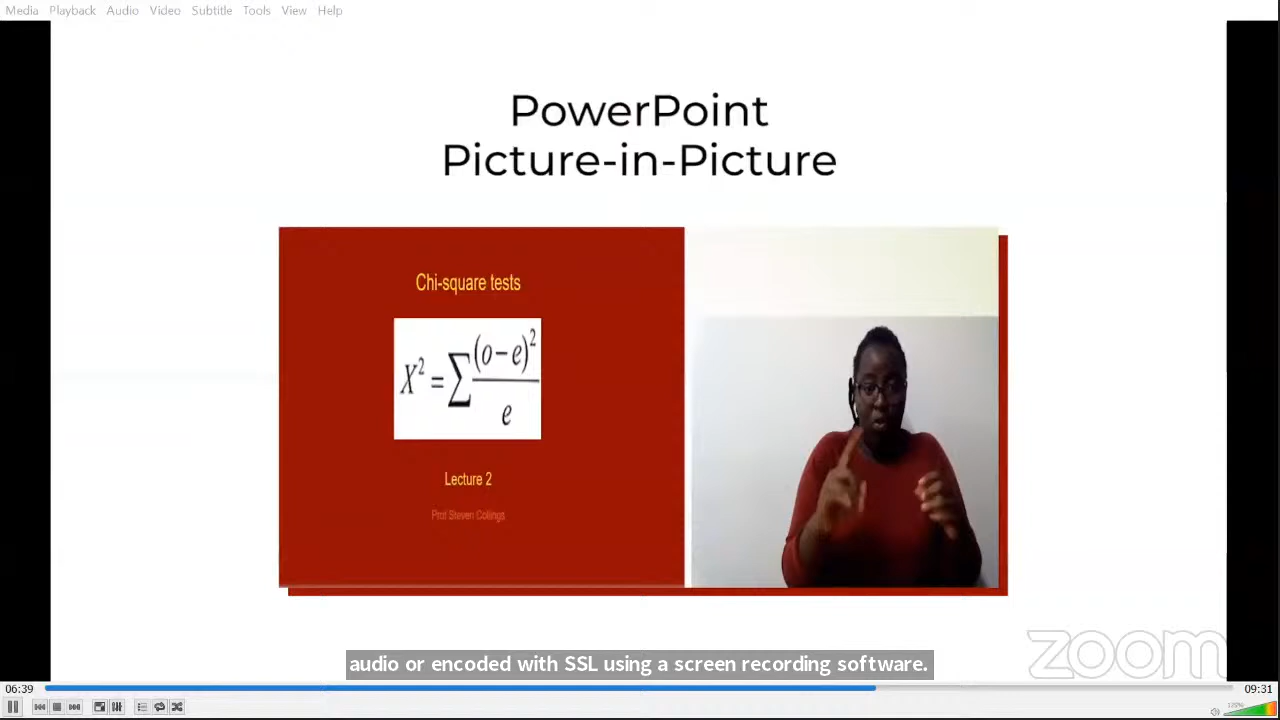 Media Playback Audio Video Subtitle Tools View Help
PowerPoint
Picture-in-Picture
Chi-square tests
X² = ∑ (o – e)² / e
Lecture 2
Prof Steven Collings
zoom
audio or encoded with SSL using a screen recording software.
06:39
09:31